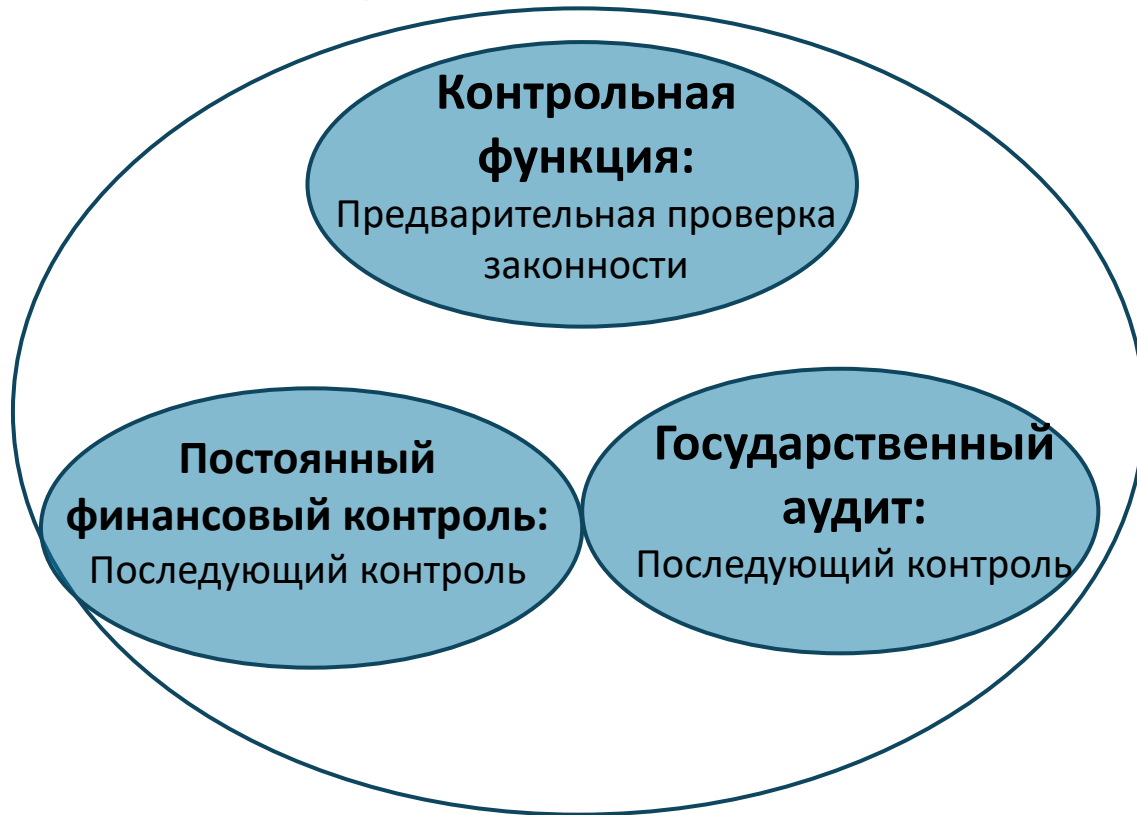 Контрольная
функция:
Предварительная проверка
законности
Постоянный
финансовый контроль:
Последующий контроль
Государственный
аудит:
Последующий контроль